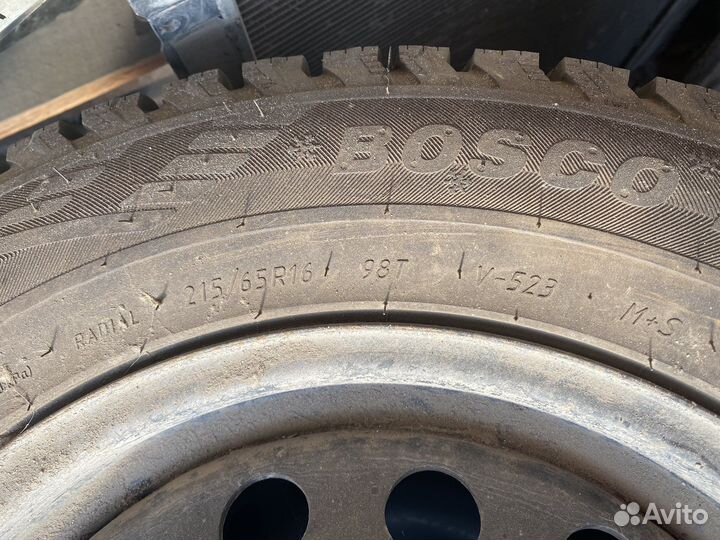 BOSCO
RADIAL 215/65R16 98T V-523 M+S
Avito